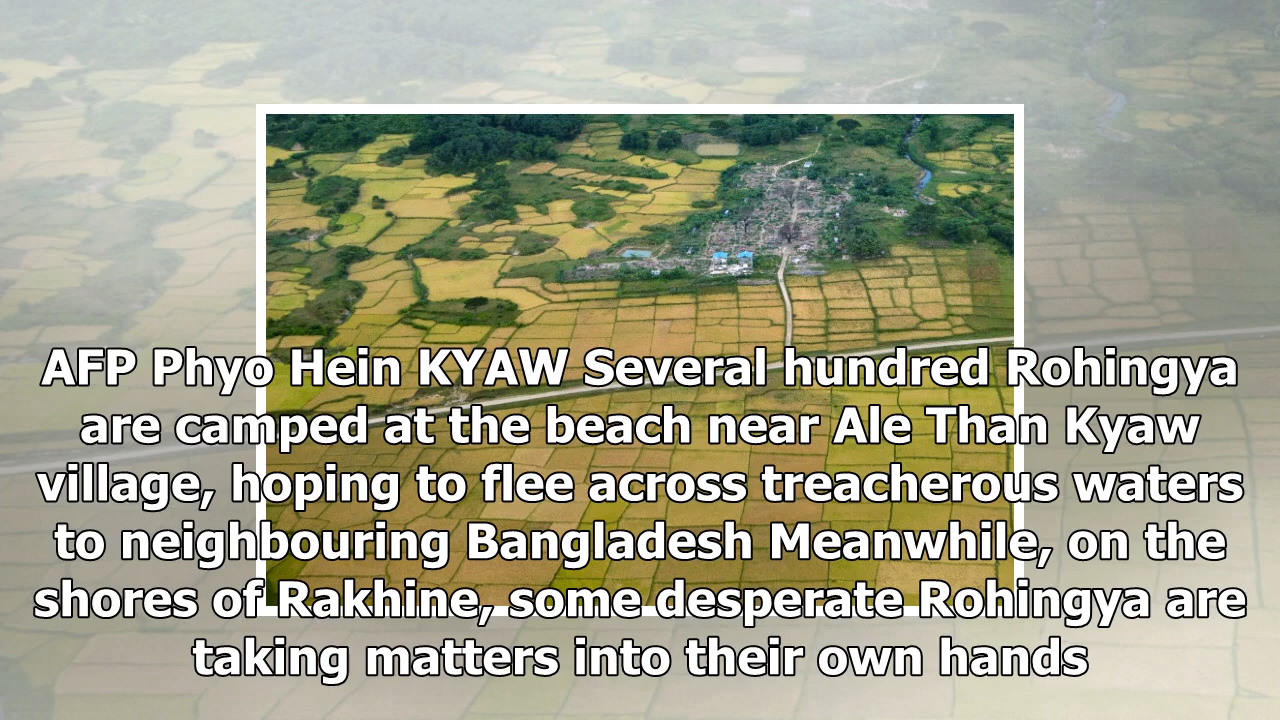 AFP Phyo Hein KYAW Several hundred Rohingya
are camped at the beach near Ale Than Kyaw
village, hoping to flee across treacherous waters
to neighbouring Bangladesh Meanwhile, on the
shores of Rakhine, some desperate Rohingya are
taking matters into their own hands